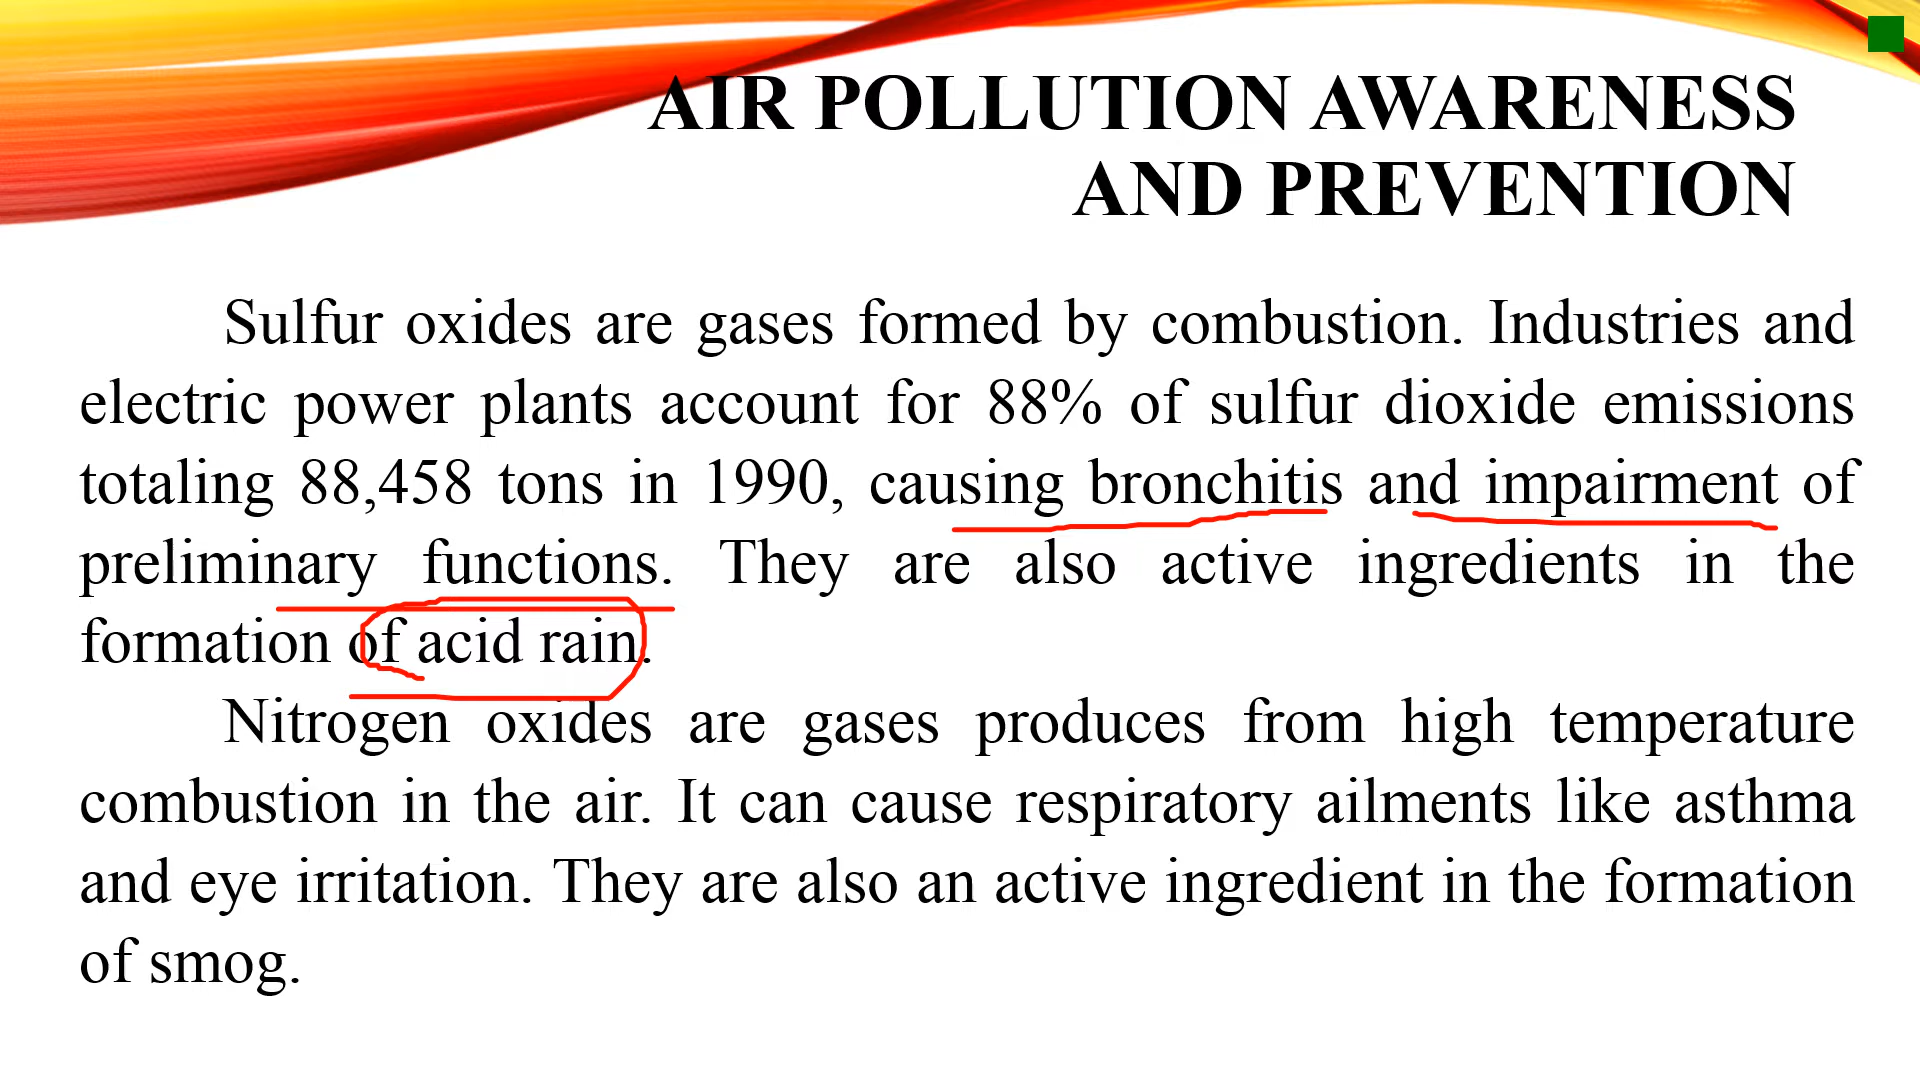 AIR POLLUTION AWARENESS
AND PREVENTION
Sulfur oxides are gases formed by combustion. Industries and
electric power plants account for 88% of sulfur dioxide emissions
totaling 88,458 tons in 1990, causing bronchitis and impairment of
preliminary functions. They are also active ingredients in the
formation of acid rain.
Nitrogen oxides are gases produces from high temperature
combustion in the air. It can cause respiratory ailments like asthma
and eye irritation. They are also an active ingredient in the formation
of smog.